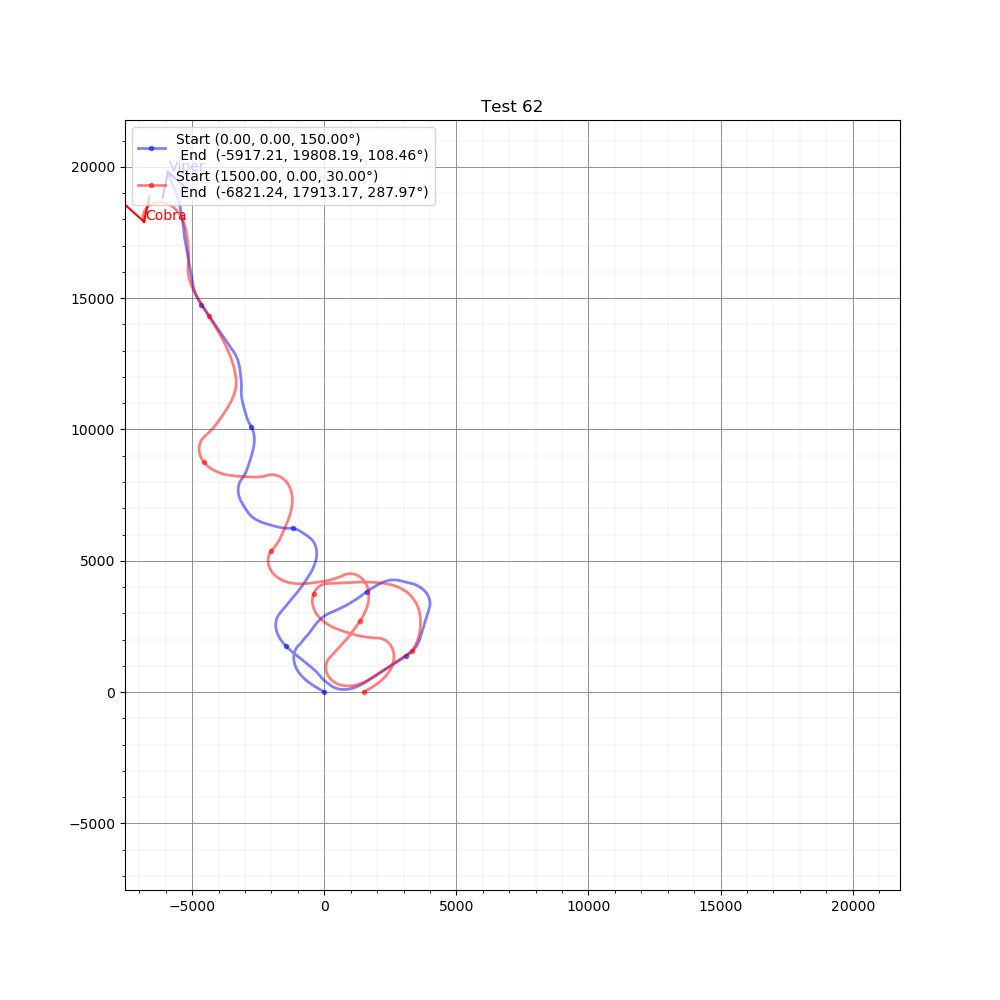 Test 62
Start (0.00, 0.00, 150.00°)
End (-5917.21, 19808.19, 108.46°)
Start (1500.00, 0.00, 30.00°)
End (-6821.24, 17913.17, 287.97°)
Viper
Cobra
20000
15000
10000
5000
0
−5000
−5000
0
5000
10000
15000
20000